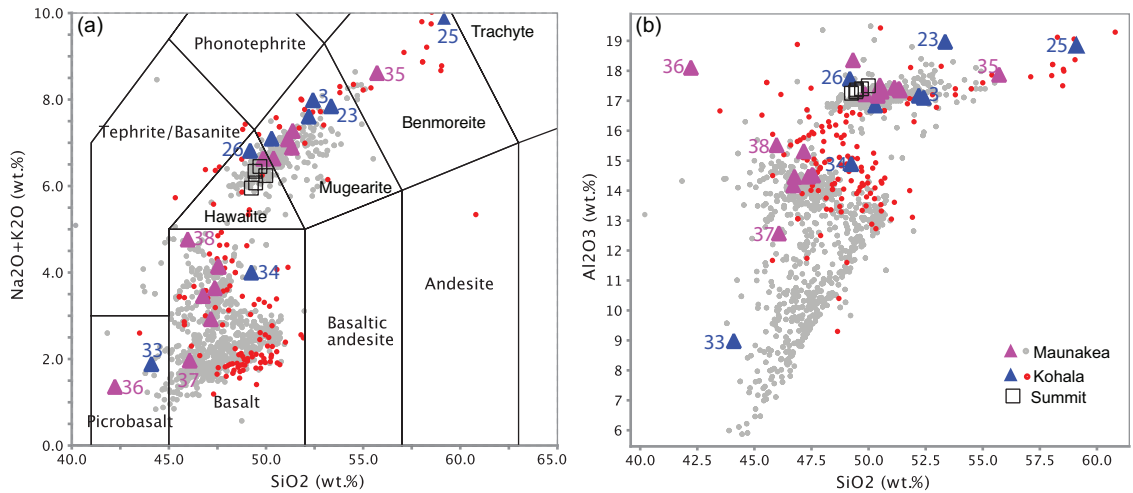 (a)
10.0
8.0
6.0
4.0
2.0
0.0
Na2O+K2O (wt.%)
40.0 45.0 50.0 55.0 60.0 65.0
SiO2 (wt.%)
Phonotephrite
Trachyte
25
35
3
23
Tephrite/Basanite
Benmoreite
26
Mugearite
Hawaiite
38
34
Andesite
Basaltic
andesite
33
36
37
Basalt
Picrobasalt
(b)
19
18
17
16
15
14
13
12
11
10
9
8
7
6
Al2O3 (wt.%)
40.0 42.5 45.0 47.5 50.0 52.5 55.0 57.5 60.0
SiO2 (wt.%)
23
25
36
26
35
3
38
34
37
33
Maunakea
Kohala
Summit